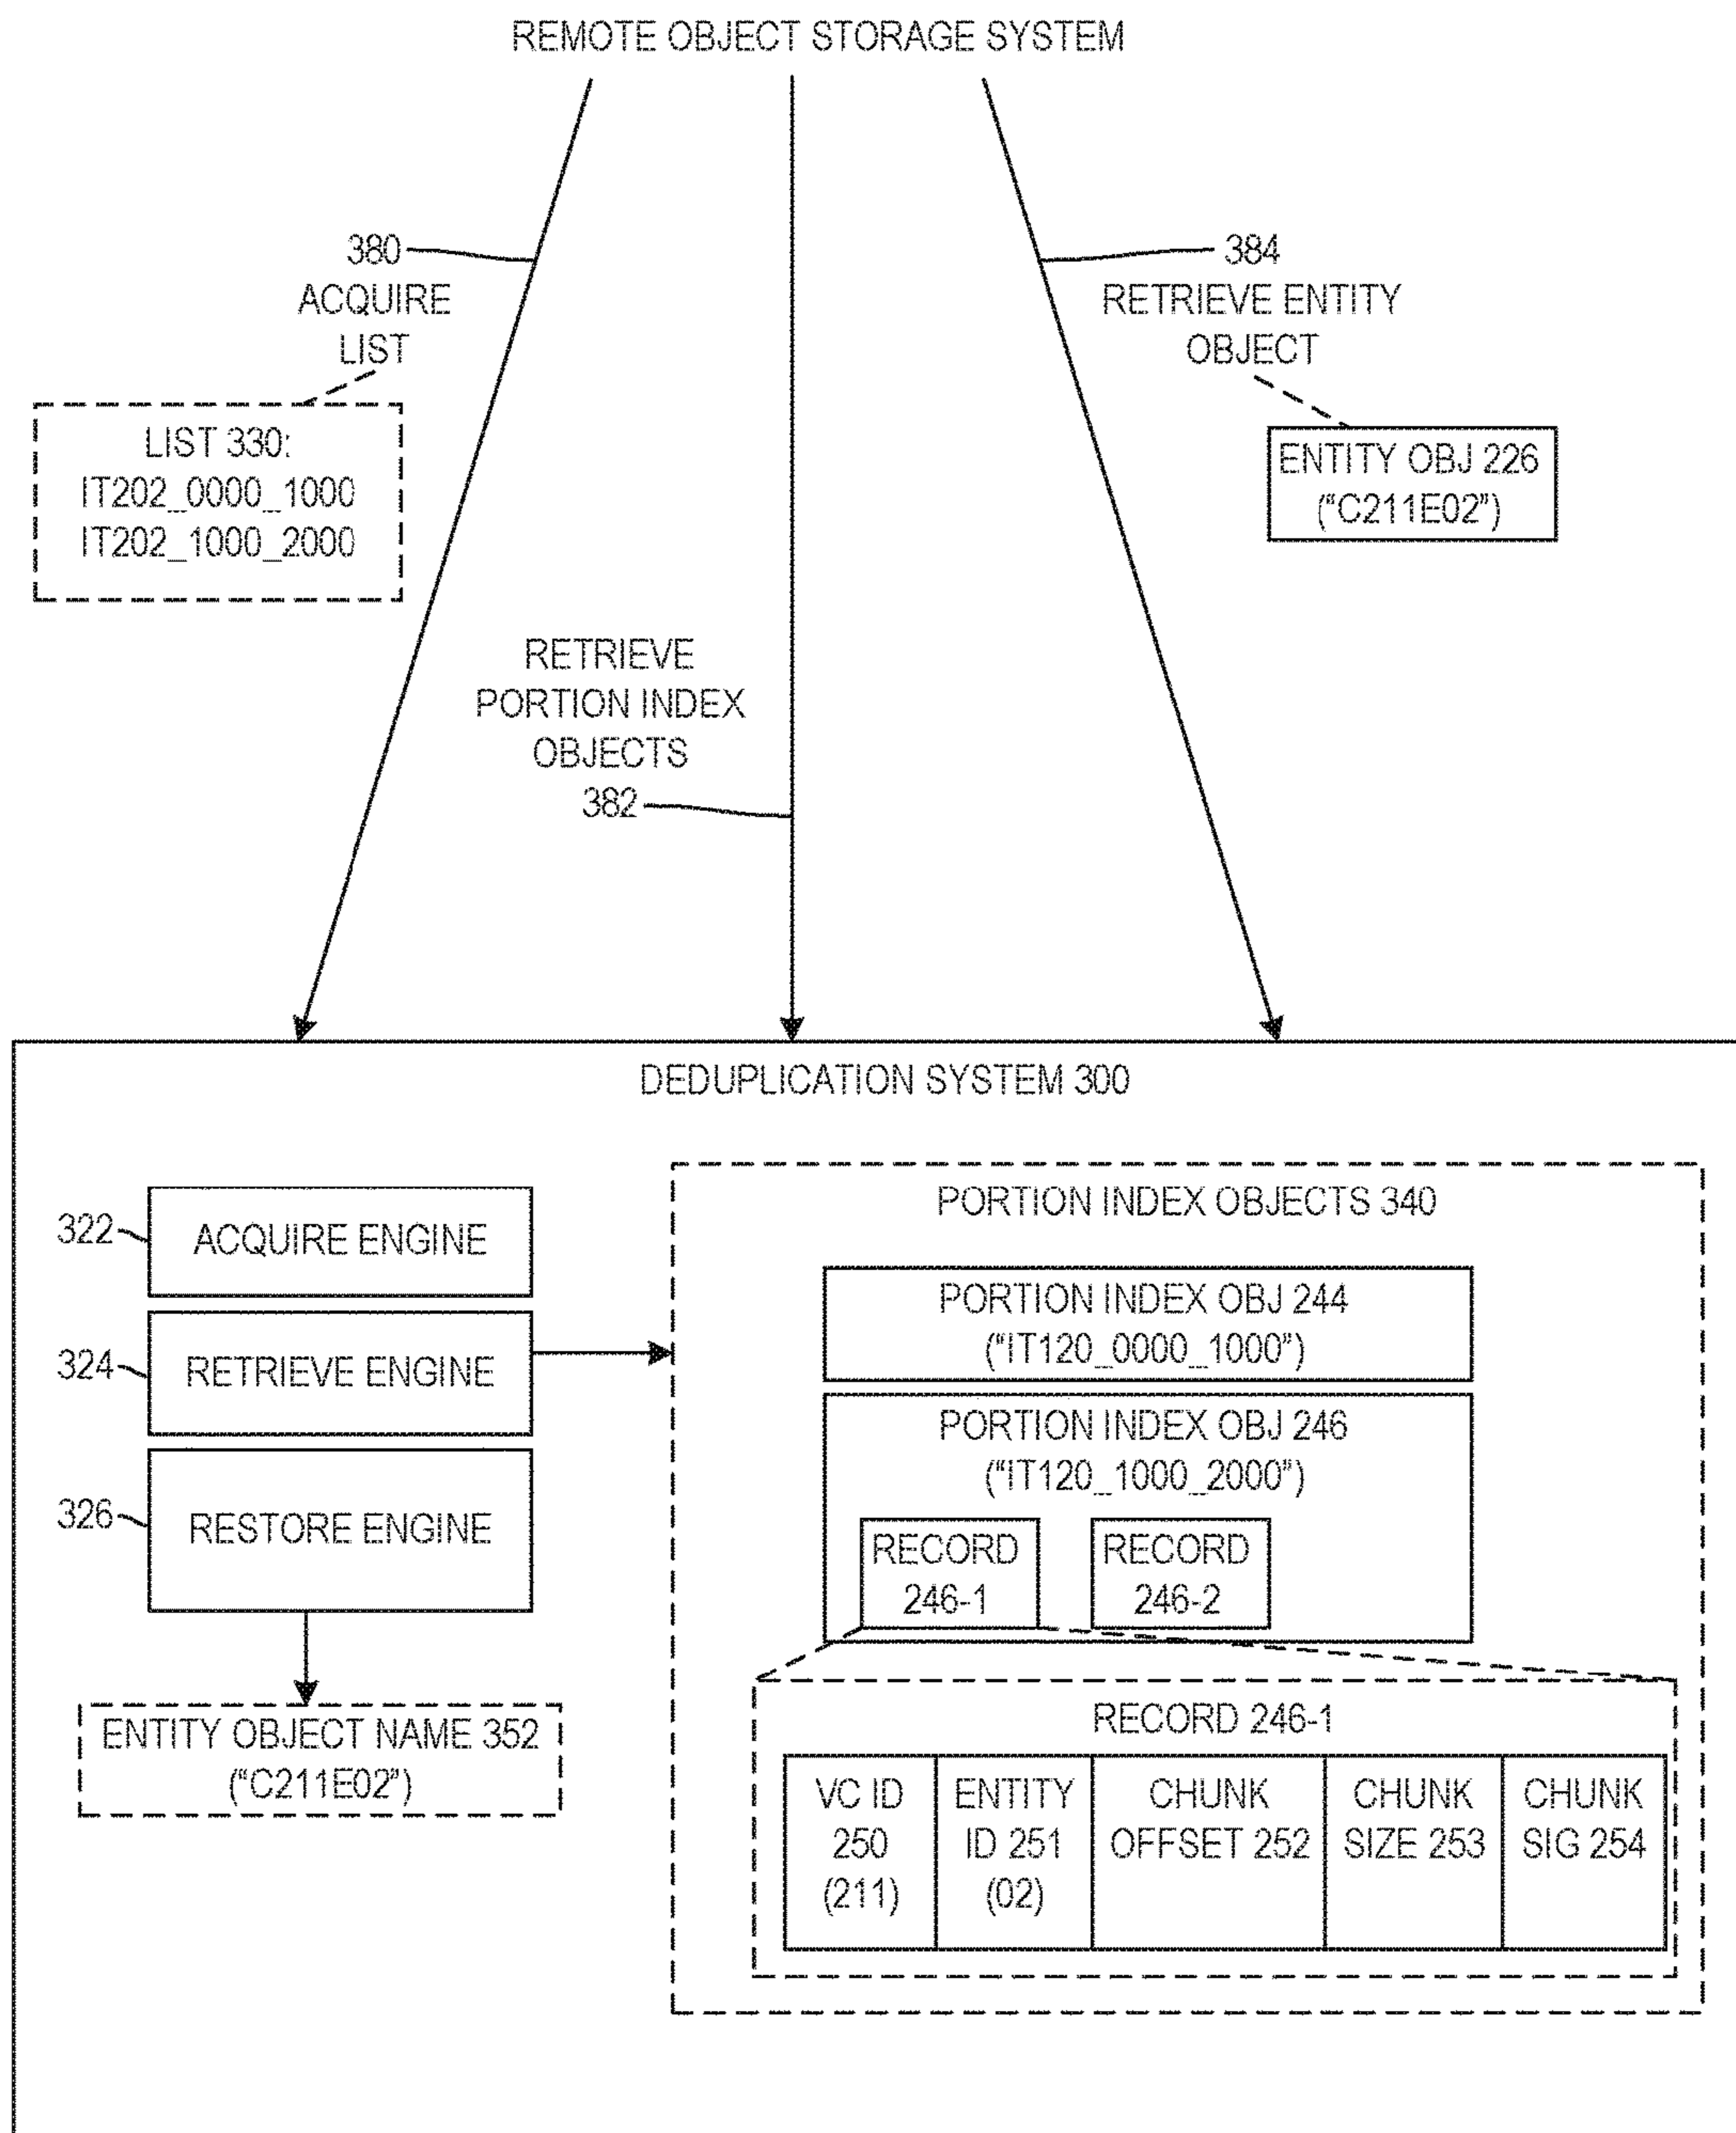 REMOTE OBJECT STORAGE SYSTEM
380
ACQUIRE
LIST
LIST 330:
IT202_0000_1000
IT202_1000_2000
384
RETRIEVE ENTITY
OBJECT
ENTITY OBJ 226
("C211E02")
RETRIEVE
PORTION INDEX
OBJECTS
382
DEDUPLICATION SYSTEM 300
322
ACQUIRE ENGINE
324
RETRIEVE ENGINE
326
RESTORE ENGINE
ENTITY OBJECT NAME 352
("C211E02")
PORTION INDEX OBJECTS 340
PORTION INDEX OBJ 244
("IT120_0000_1000")
PORTION INDEX OBJ 246
("IT120_1000_2000")
RECORD
246-1
RECORD
246-2
RECORD 246-1
VC ID
250
(211)
ENTITY
ID 251
(02)
CHUNK
OFFSET 252
CHUNK
SIZE 253
CHUNK
SIG 254